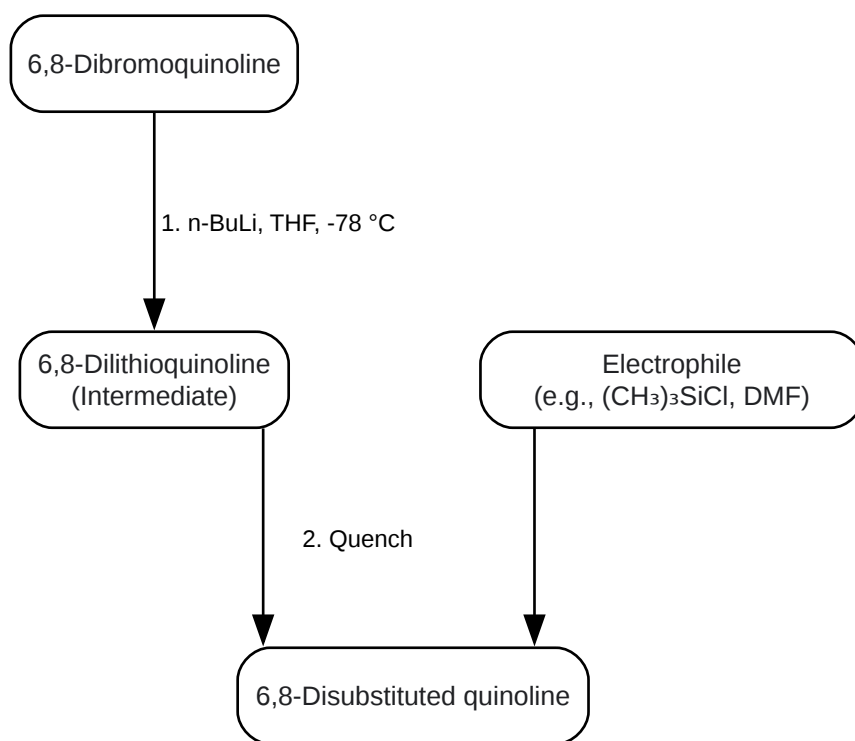 6,8-Dibromoquinoline
1. n-BuLi, THF, -78 °C
6,8-Dilithioquinoline
(Intermediate)
Electrophile
(e.g., (CH₃)₃SiCl, DMF)
2. Quench
6,8-Disubstituted quinoline